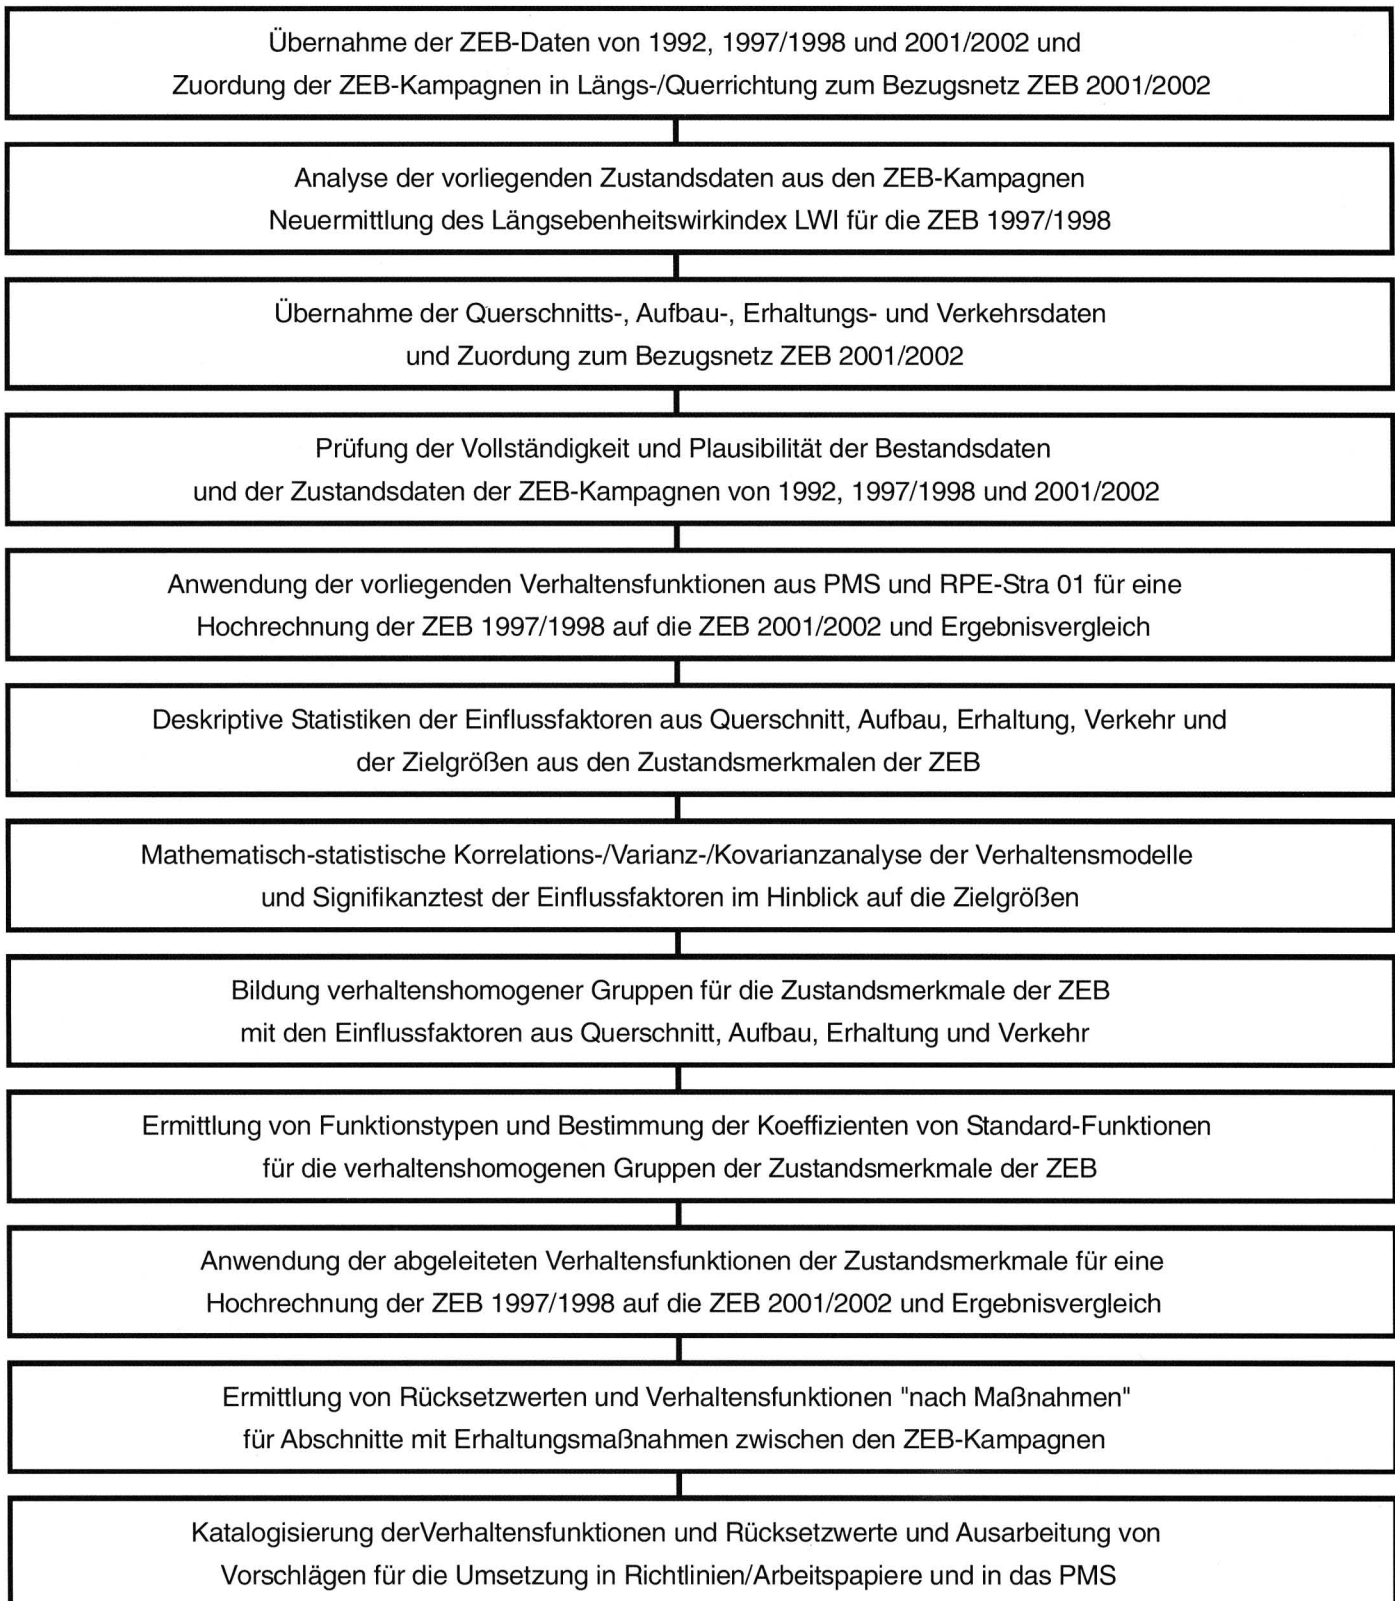 Übernahme der ZEB-Daten von 1992, 1997/1998 und 2001/2002 und
Zuordung der ZEB-Kampagnen in Längs-/Querrichtung zum Bezugsnetz ZEB 2001/2002
Analyse der vorliegenden Zustandsdaten aus den ZEB-Kampagnen
Neuermittlung des Längsebenheitswirkindex LWI für die ZEB 1997/1998
Übernahme der Querschnitts-, Aufbau-, Erhaltungs- und Verkehrsdaten
und Zuordung zum Bezugsnetz ZEB 2001/2002
Prüfung der Vollständigkeit und Plausibilität der Bestandsdaten
und der Zustandsdaten der ZEB-Kampagnen von 1992, 1997/1998 und 2001/2002
Anwendung der vorliegenden Verhaltensfunktionen aus PMS und RPE-Stra 01 für eine
Hochrechnung der ZEB 1997/1998 auf die ZEB 2001/2002 und Ergebnisvergleich
Deskriptive Statistiken der Einflussfaktoren aus Querschnitt, Aufbau, Erhaltung, Verkehr und
der Zielgrößen aus den Zustandsmerkmalen der ZEB
Mathematisch-statistische Korrelations-/Varianz-/Kovarianzanalyse der Verhaltensmodelle
und Signifikanztest der Einflussfaktoren im Hinblick auf die Zielgrößen
Bildung verhaltenshomogener Gruppen für die Zustandsmerkmale der ZEB
mit den Einflussfaktoren aus Querschnitt, Aufbau, Erhaltung und Verkehr
Ermittlung von Funktionstypen und Bestimmung der Koeffizienten von Standard-Funktionen
für die verhaltenshomogenen Gruppen der Zustandsmerkmale der ZEB
Anwendung der abgeleiteten Verhaltensfunktionen der Zustandsmerkmale für eine
Hochrechnung der ZEB 1997/1998 auf die ZEB 2001/2002 und Ergebnisvergleich
Ermittlung von Rücksetzwerten und Verhaltensfunktionen "nach Maßnahmen"
für Abschnitte mit Erhaltungsmaßnahmen zwischen den ZEB-Kampagnen
Katalogisierung derVerhaltensfunktionen und Rücksetzwerte und Ausarbeitung von
Vorschlägen für die Umsetzung in Richtlinien/Arbeitspapiere und in das PMS